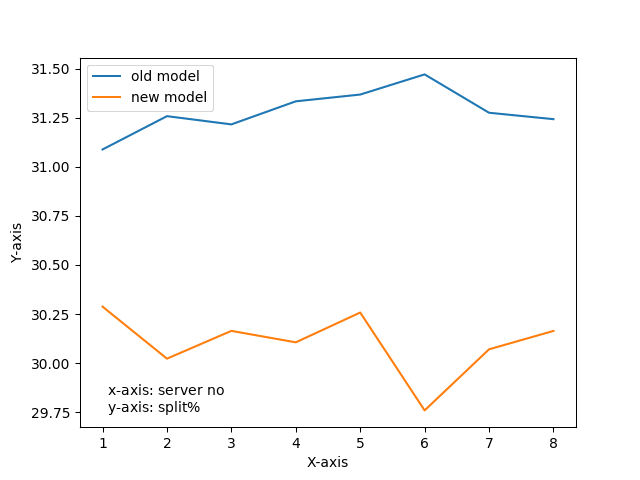 old model
new model
31.50
31.25
31.00
30.75
30.50
30.25
30.00
29.75
Y-axis
x-axis: server no
y-axis: split%
1 2 3 4 5 6 7 8
X-axis